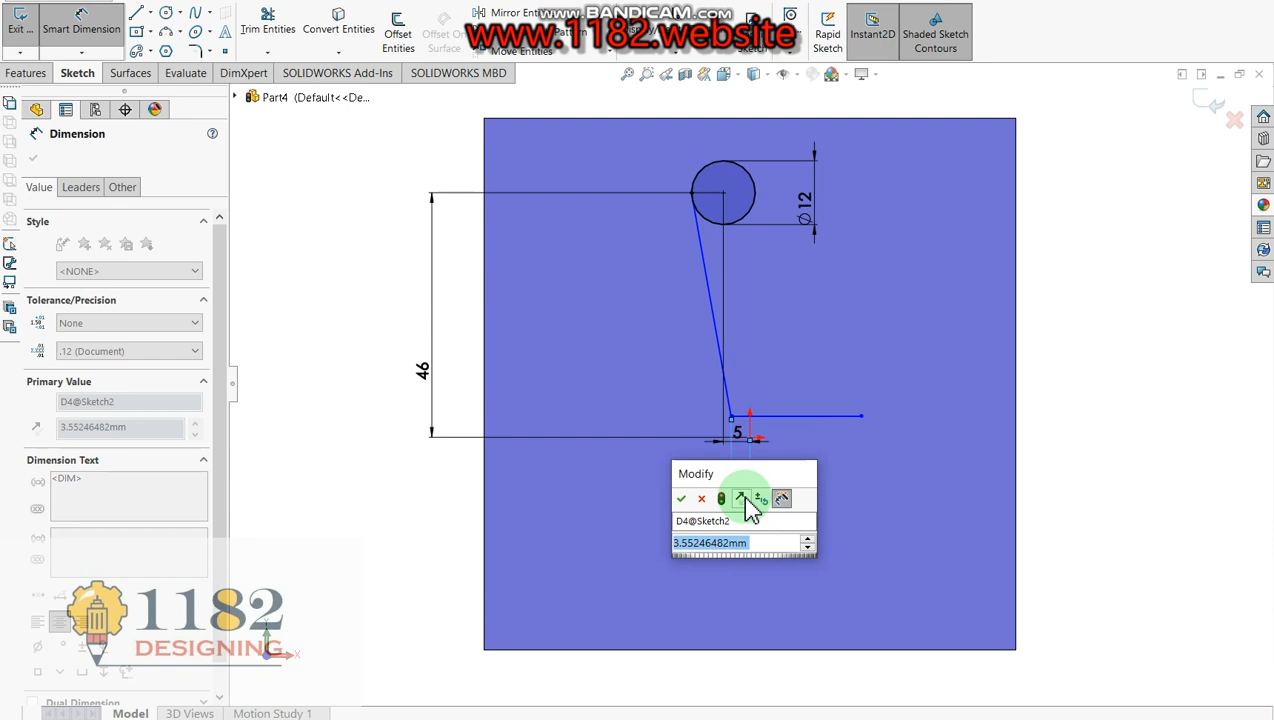 www.BANDICAM.com
www.1182.website
Exit ...
Smart Dimension
Trim Entities
Convert Entities
Offset Entities
Offset On Surface
Mirror Entities
Pattern
Move Entities
Rapid Sketch
Instant2D
Shaded Sketch Contours
Features
Sketch
Surfaces
Evaluate
DimXpert
SOLIDWORKS Add-Ins
SOLIDWORKS MBD
Part4 (Default<<De...
Dimension
Value
Leaders
Other
Style
<NONE>
Tolerance/Precision
None
.12 (Document)
Primary Value
D4@Sketch2
3.55246482mm
Dimension Text
<DIM>
Dual Dimension
∅12
46
5
Modify
D4@Sketch2
3.55246482mm
1182
DESIGNING
Y
X
Model
3D Views
Motion Study 1